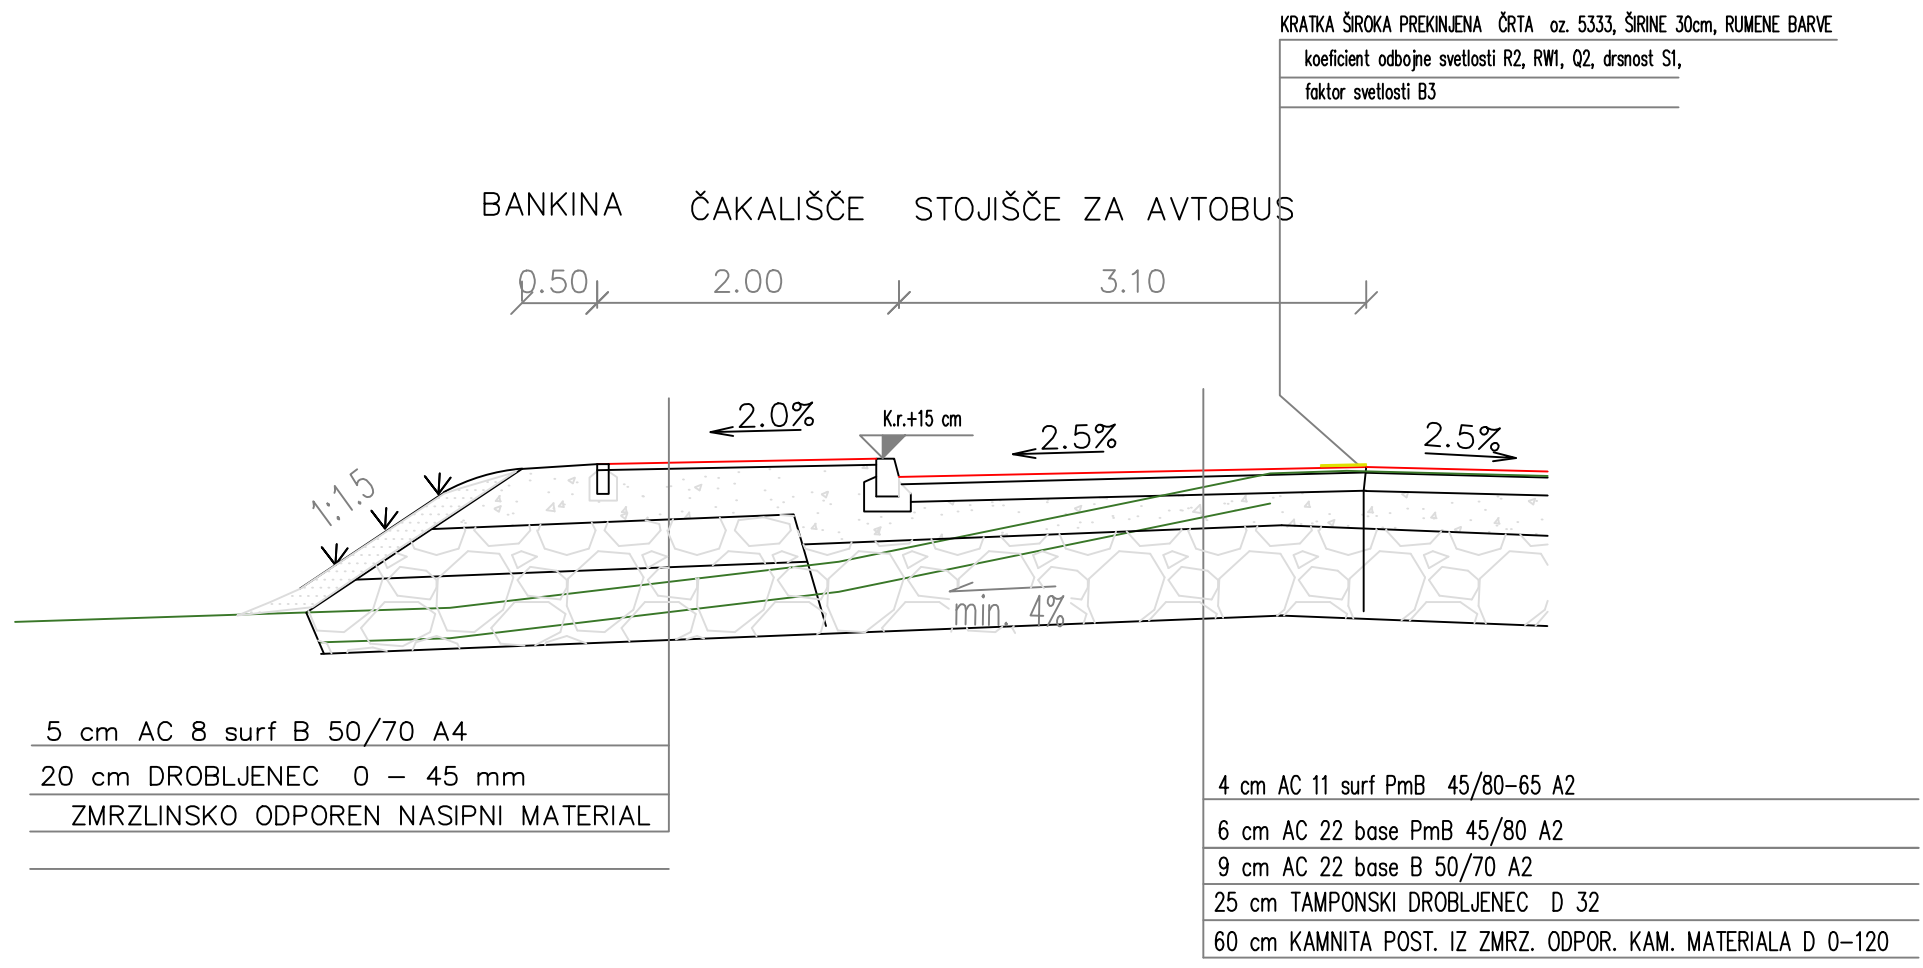 KRATKA ŠIROKA PREKINJENA ČRTA oz. 5333, ŠIRINE 30cm, RUMENE BARVE
koeficient odbojne svetlosti R2, RW1, Q2, drsnost S1,
faktor svetlosti B3
BANKINA ČAKALIŠČE STOJIŠČE ZA AVTOBUS
0.50 2.00 3.10
2.0% K.r.+15 cm 2.5% 2.5%
1:1.5
min. 4%
5 cm AC 8 surf B 50/70 A4
20 cm DROBLJENEC 0 – 45 mm
ZMRZLINSKO ODPOREN NASIPNI MATERIAL
4 cm AC 11 surf PmB 45/80–65 A2
6 cm AC 22 base PmB 45/80 A2
9 cm AC 22 base B 50/70 A2
25 cm TAMPONSKI DROBLJENEC D 32
60 cm KAMNITA POST. IZ ZMRZ. ODPOR. KAM. MATERIALA D 0–120